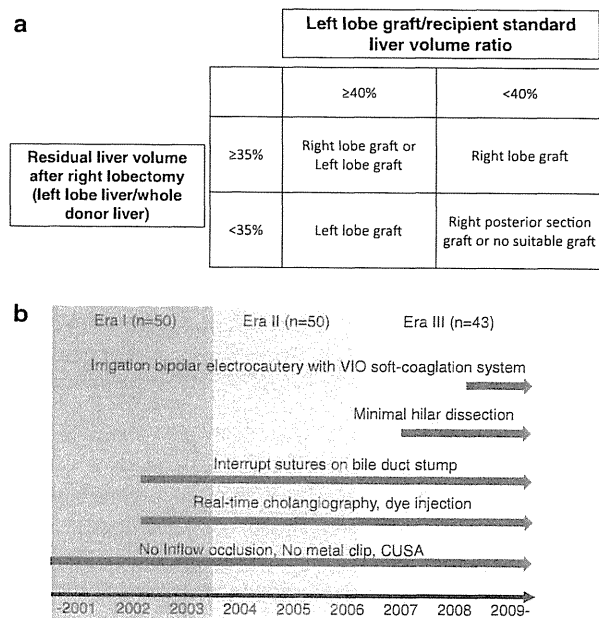 a
Left lobe graft/recipient standard
liver volume ratio
≥40%
<40%
Residual liver volume
after right lobectomy
(left lobe liver/whole
donor liver)
≥35%
Right lobe graft or
Left lobe graft
Right lobe graft
<35%
Left lobe graft
Right posterior section
graft or no suitable graft
b
Era I (n=50)
Era II (n=50)
Era III (n=43)
Irrigation bipolar electrocautery with VIO soft-coaglation system
Minimal hilar dissection
Interrupt sutures on bile duct stump
Real-time cholangiography, dye injection
No Inflow occlusion, No metal clip, CUSA
-2001 2002 2003 2004 2005 2006 2007 2008 2009-